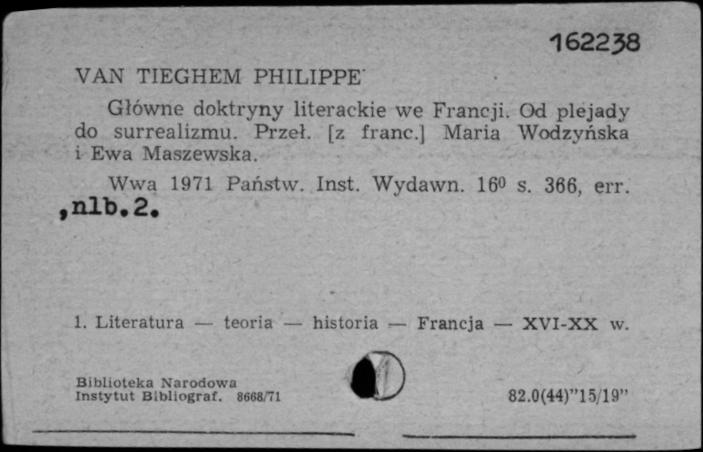 162238
VAN TIEGHEM PHILIPPE
Główne doktryny literackie we Francji. Od plejady
do surrealizmu. Przeł. [z franc.] Maria Wodzyńska
i Ewa Maszewska.
Wwa 1971 Państw. Inst. Wydawn. 16⁰ s. 366, err.
,nlb.2.
1. Literatura — teoria — historia — Francja — XVI-XX w.
Biblioteka Narodowa
Instytut Bibliograf. 8668/71
82.0(44)”15/19”